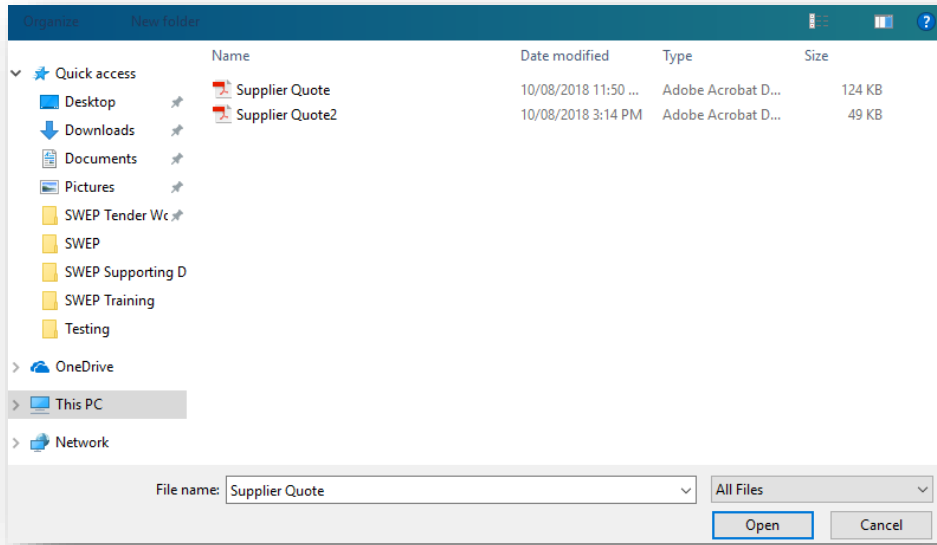 Organize New folder ?
Name Date modified Type Size
Quick access
Desktop
Downloads
Documents
Pictures
SWEP Tender Wc
SWEP
SWEP Supporting D
SWEP Training
Testing
OneDrive
This PC
Network
Supplier Quote 10/08/2018 11:50 ... Adobe Acrobat D... 124 KB
Supplier Quote2 10/08/2018 3:14 PM Adobe Acrobat D... 49 KB
File name: Supplier Quote All Files
Open Cancel